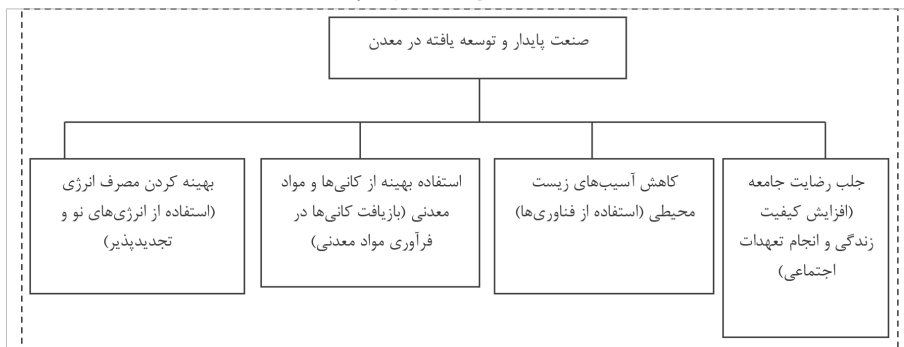 صنعت پایدار و توسعه یافته در معدن
جلب رضایت جامعه
(افزایش کیفیت
زندگی و انجام تعهدات
اجتماعی)
کاهش آسیب‌های زیست
محیطی (استفاده از فناوری‌ها)
استفاده بهینه از کانی‌ها و مواد
معدنی (بازیافت کانی‌ها در
فرآوری مواد معدنی)
بهینه کردن مصرف انرژی
(استفاده از انرژی‌های نو و
تجدیدپذیر)